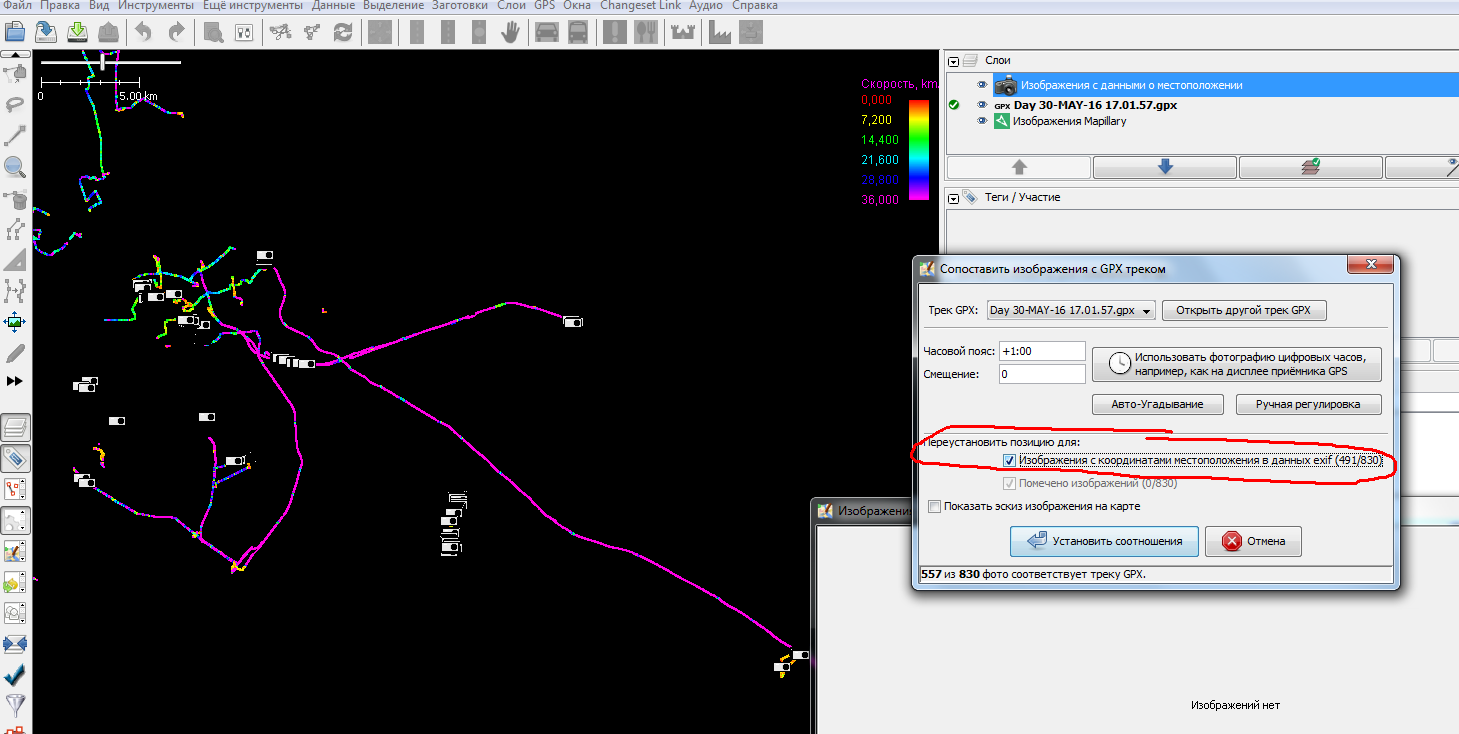 Файл Правка Вид Инструменты Ещё инструменты Данные Выделение Заготовки Слои GPS Окна Changeset Link Аудио Справка
0 5.00 km
Скорость, km
0,000
7,200
14,400
21,600
28,800
36,000
Слои
Изображения с данными о местоположении
GPX Day 30-MAY-16 17.01.57.gpx
Изображения Mapillary
Теги / Участие
Сопоставить изображения с GPX треком
Трек GPX: Day 30-MAY-16 17.01.57.gpx Открыть другой трек GPX
Часовой пояс: +1:00
Смещение: 0
Использовать фотографию цифровых часов,
например, как на дисплее приёмника GPS
Авто-Угадывание Ручная регулировка
Переустановить позицию для:
Изображения с координатами местоположения в данных exif (491/830)
Помечено изображений (0/830)
Показать эскиз изображения на карте
Установить соотношения Отмена
557 из 830 фото соответствует треку GPX.
Изображени
Изображений нет